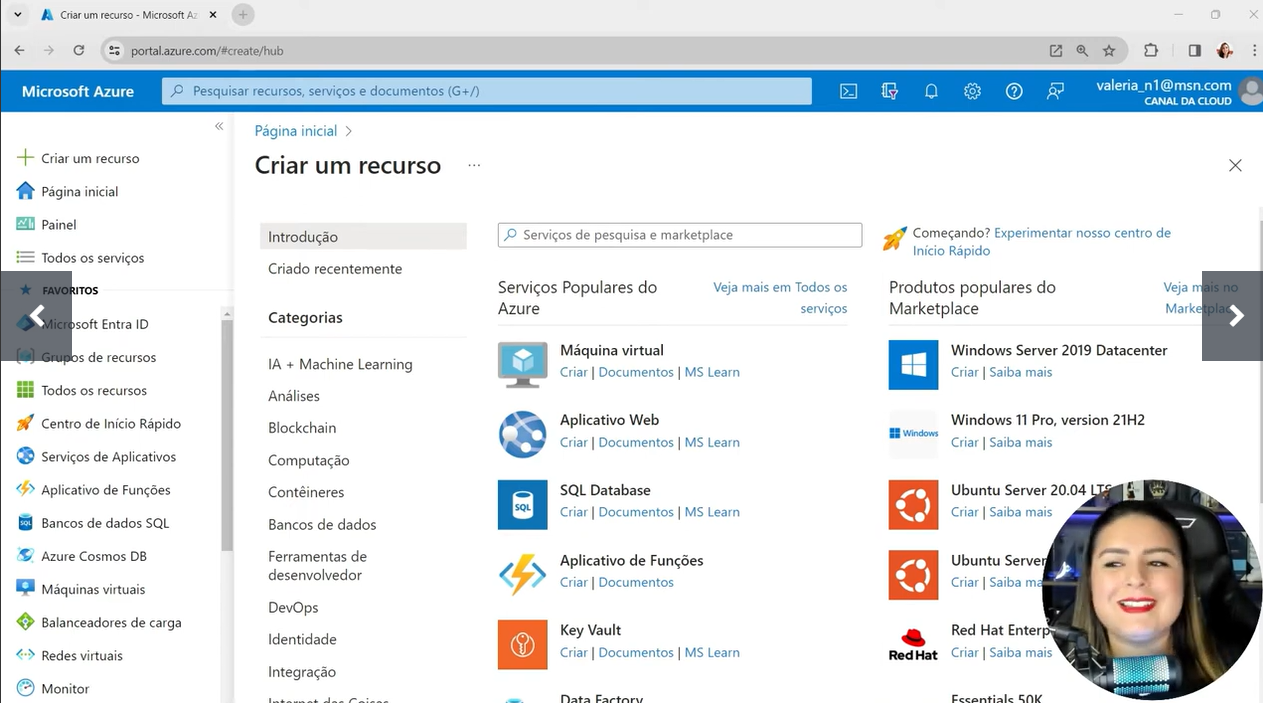 Criar um recurso - Microsoft Az
portal.azure.com/#create/hub
Microsoft Azure
Pesquisar recursos, serviços e documentos (G+/)
valeria_n1@msn.com
CANAL DA CLOUD
Criar um recurso
Página inicial
Painel
Todos os serviços
FAVORITOS
Microsoft Entra ID
Grupos de recursos
Todos os recursos
Centro de Início Rápido
Serviços de Aplicativos
Aplicativo de Funções
Bancos de dados SQL
SQL
Azure Cosmos DB
Máquinas virtuais
Balanceadores de carga
Redes virtuais
Monitor
Página inicial
Criar um recurso
Introdução
Criado recentemente
Categorias
IA + Machine Learning
Análises
Blockchain
Computação
Contêineres
Bancos de dados
Ferramentas de
desenvolvedor
DevOps
Identidade
Integração
Internet das Coisas
Serviços de pesquisa e marketplace
Serviços Populares do
Azure
Veja mais em Todos os
serviços
Máquina virtual
Criar | Documentos | MS Learn
Aplicativo Web
Criar | Documentos | MS Learn
SQL
SQL Database
Criar | Documentos | MS Learn
Aplicativo de Funções
Criar | Documentos
Key Vault
Criar | Documentos | MS Learn
Data Factory
Começando? Experimentar nosso centro de
Início Rápido
Produtos populares do
Marketplace
Veja mais no
Marketplace
Windows Server 2019 Datacenter
Criar | Saiba mais
Windows
Windows 11 Pro, version 21H2
Criar | Saiba mais
Ubuntu Server 20.04 LTS
Criar | Saiba mais
Ubuntu Server
Criar | Saiba mais
Red Hat
Red Hat Enterp
Criar | Saiba mais
Essentials 50K